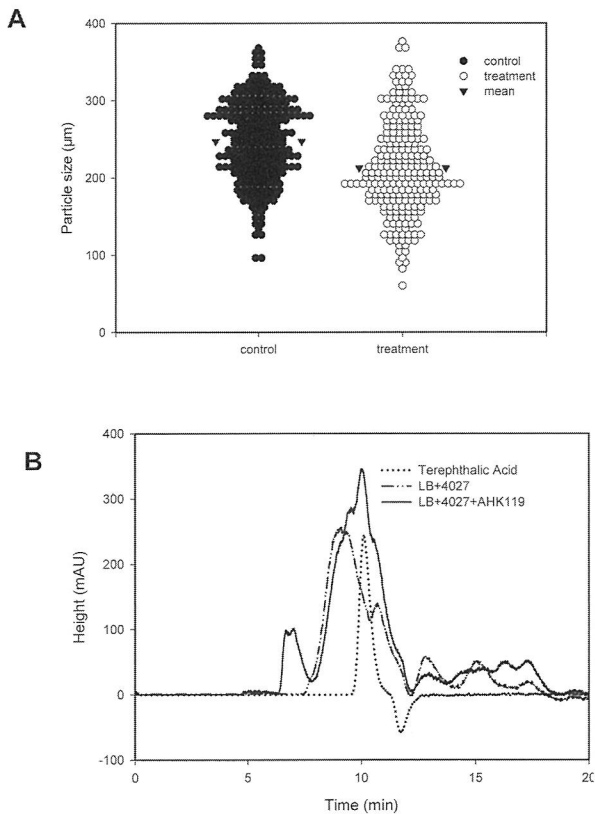 A
400
300
200
100
0
Particle size (µm)
control
treatment
mean
control
treatment
B
400
300
200
100
0
-100
Height (mAU)
Terephthalic Acid
LB+4027
LB+4027+AHK119
0
5
10
15
20
Time (min)